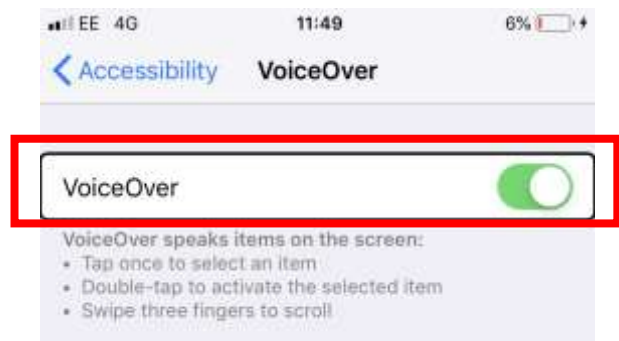 EE 4G 11:49 6%
Accessibility VoiceOver
VoiceOver
VoiceOver speaks items on the screen:
• Tap once to select an item
• Double-tap to activate the selected item
• Swipe three fingers to scroll